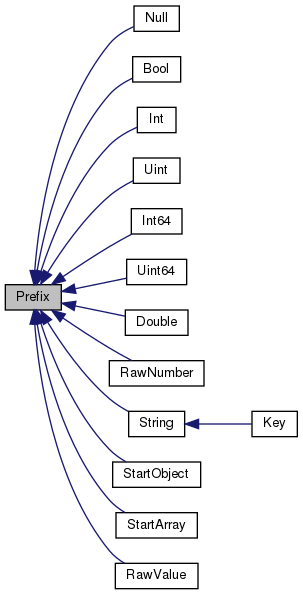 Null
Bool
Int
Uint
Int64
Uint64
Prefix
Double
RawNumber
String
Key
StartObject
StartArray
RawValue